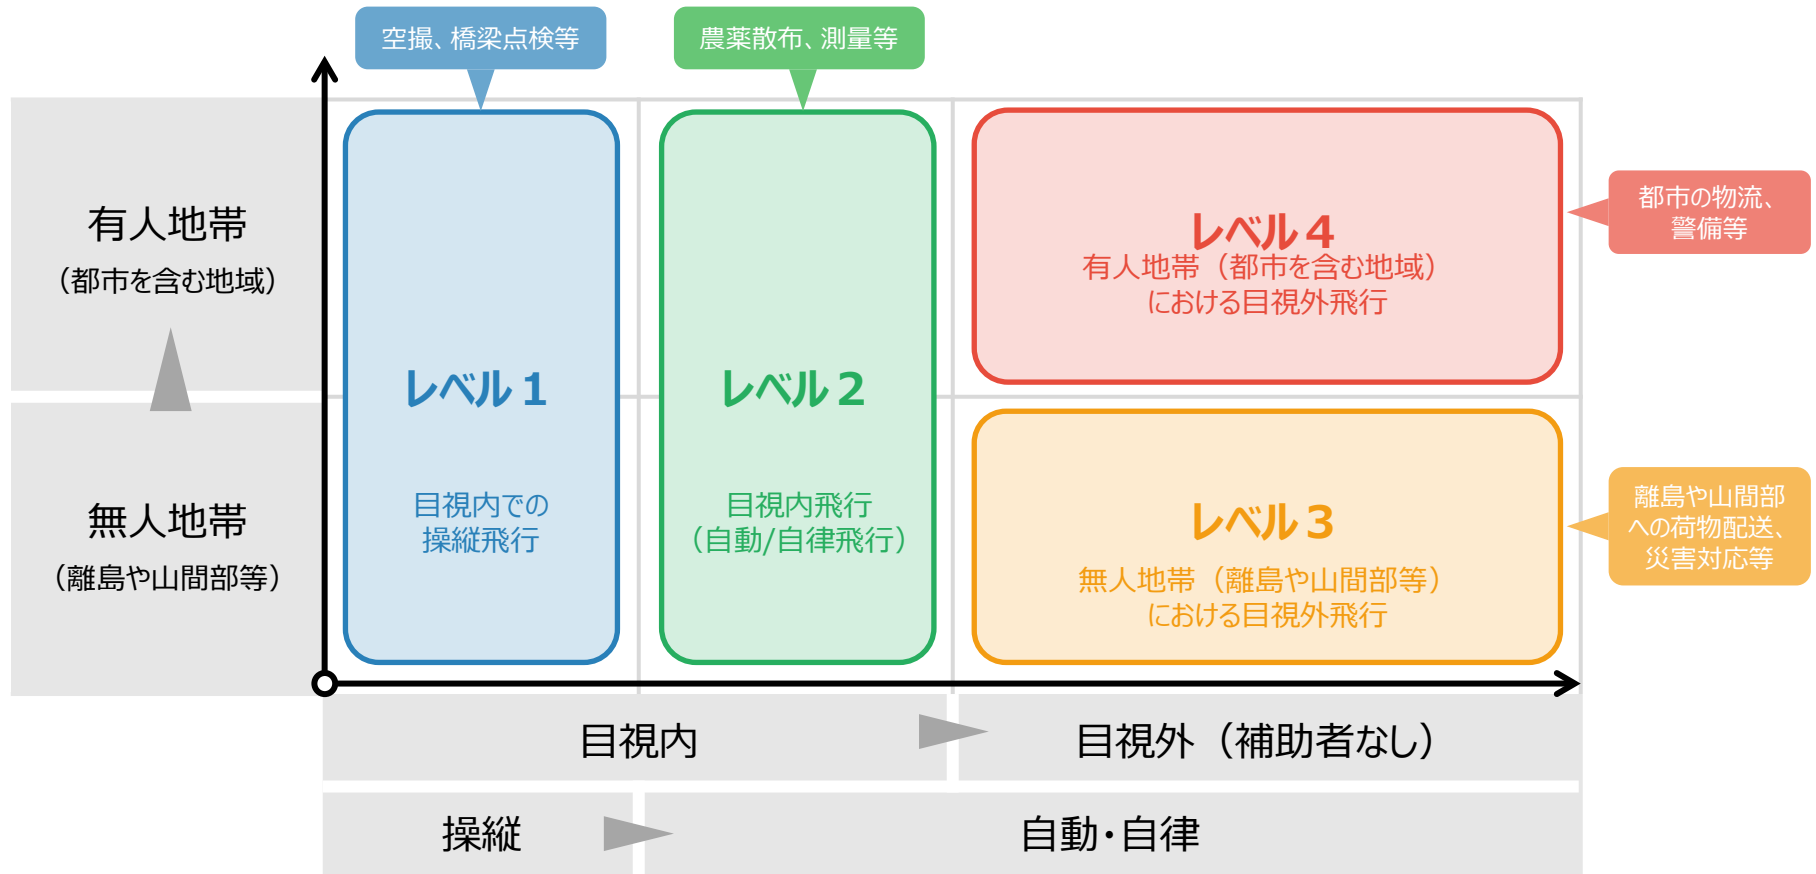 空撮、橋梁点検等
農薬散布、測量等
有人地帯
（都市を含む地域）
無人地帯
（離島や山間部等）
レベル１
目視内での
操縦飛行
レベル２
目視内飛行
（自動/自律飛行）
レベル４
有人地帯（都市を含む地域）
における目視外飛行
都市の物流、
警備等
レベル３
無人地帯（離島や山間部等）
における目視外飛行
離島や山間部
への荷物配送、
災害対応等
目視内
目視外（補助者なし）
操縦
自動・自律